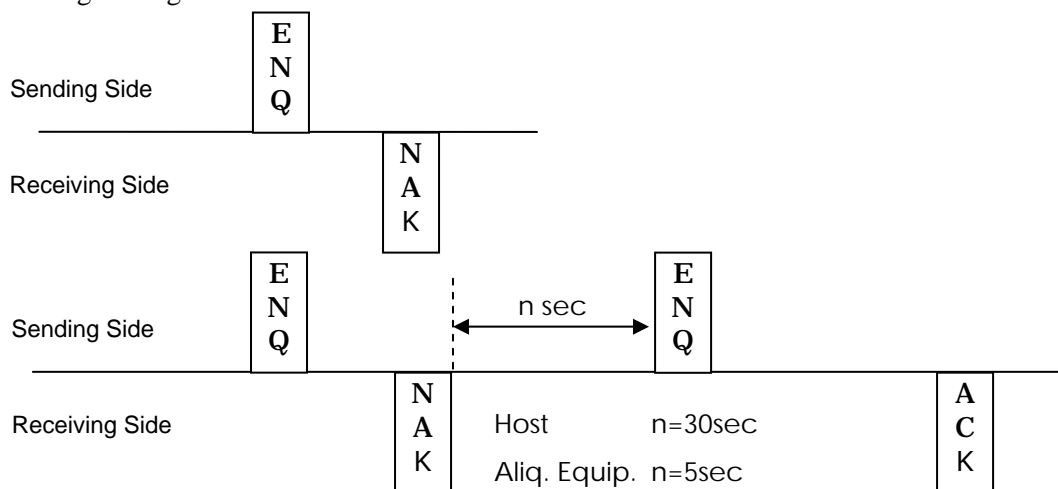 E
N
Q
Sending Side
N
A
K
Receiving Side
E
N
Q
n sec
E
N
Q
Sending Side
N
A
K
A
C
K
Receiving Side
Host n=30sec
Aliq. Equip. n=5sec